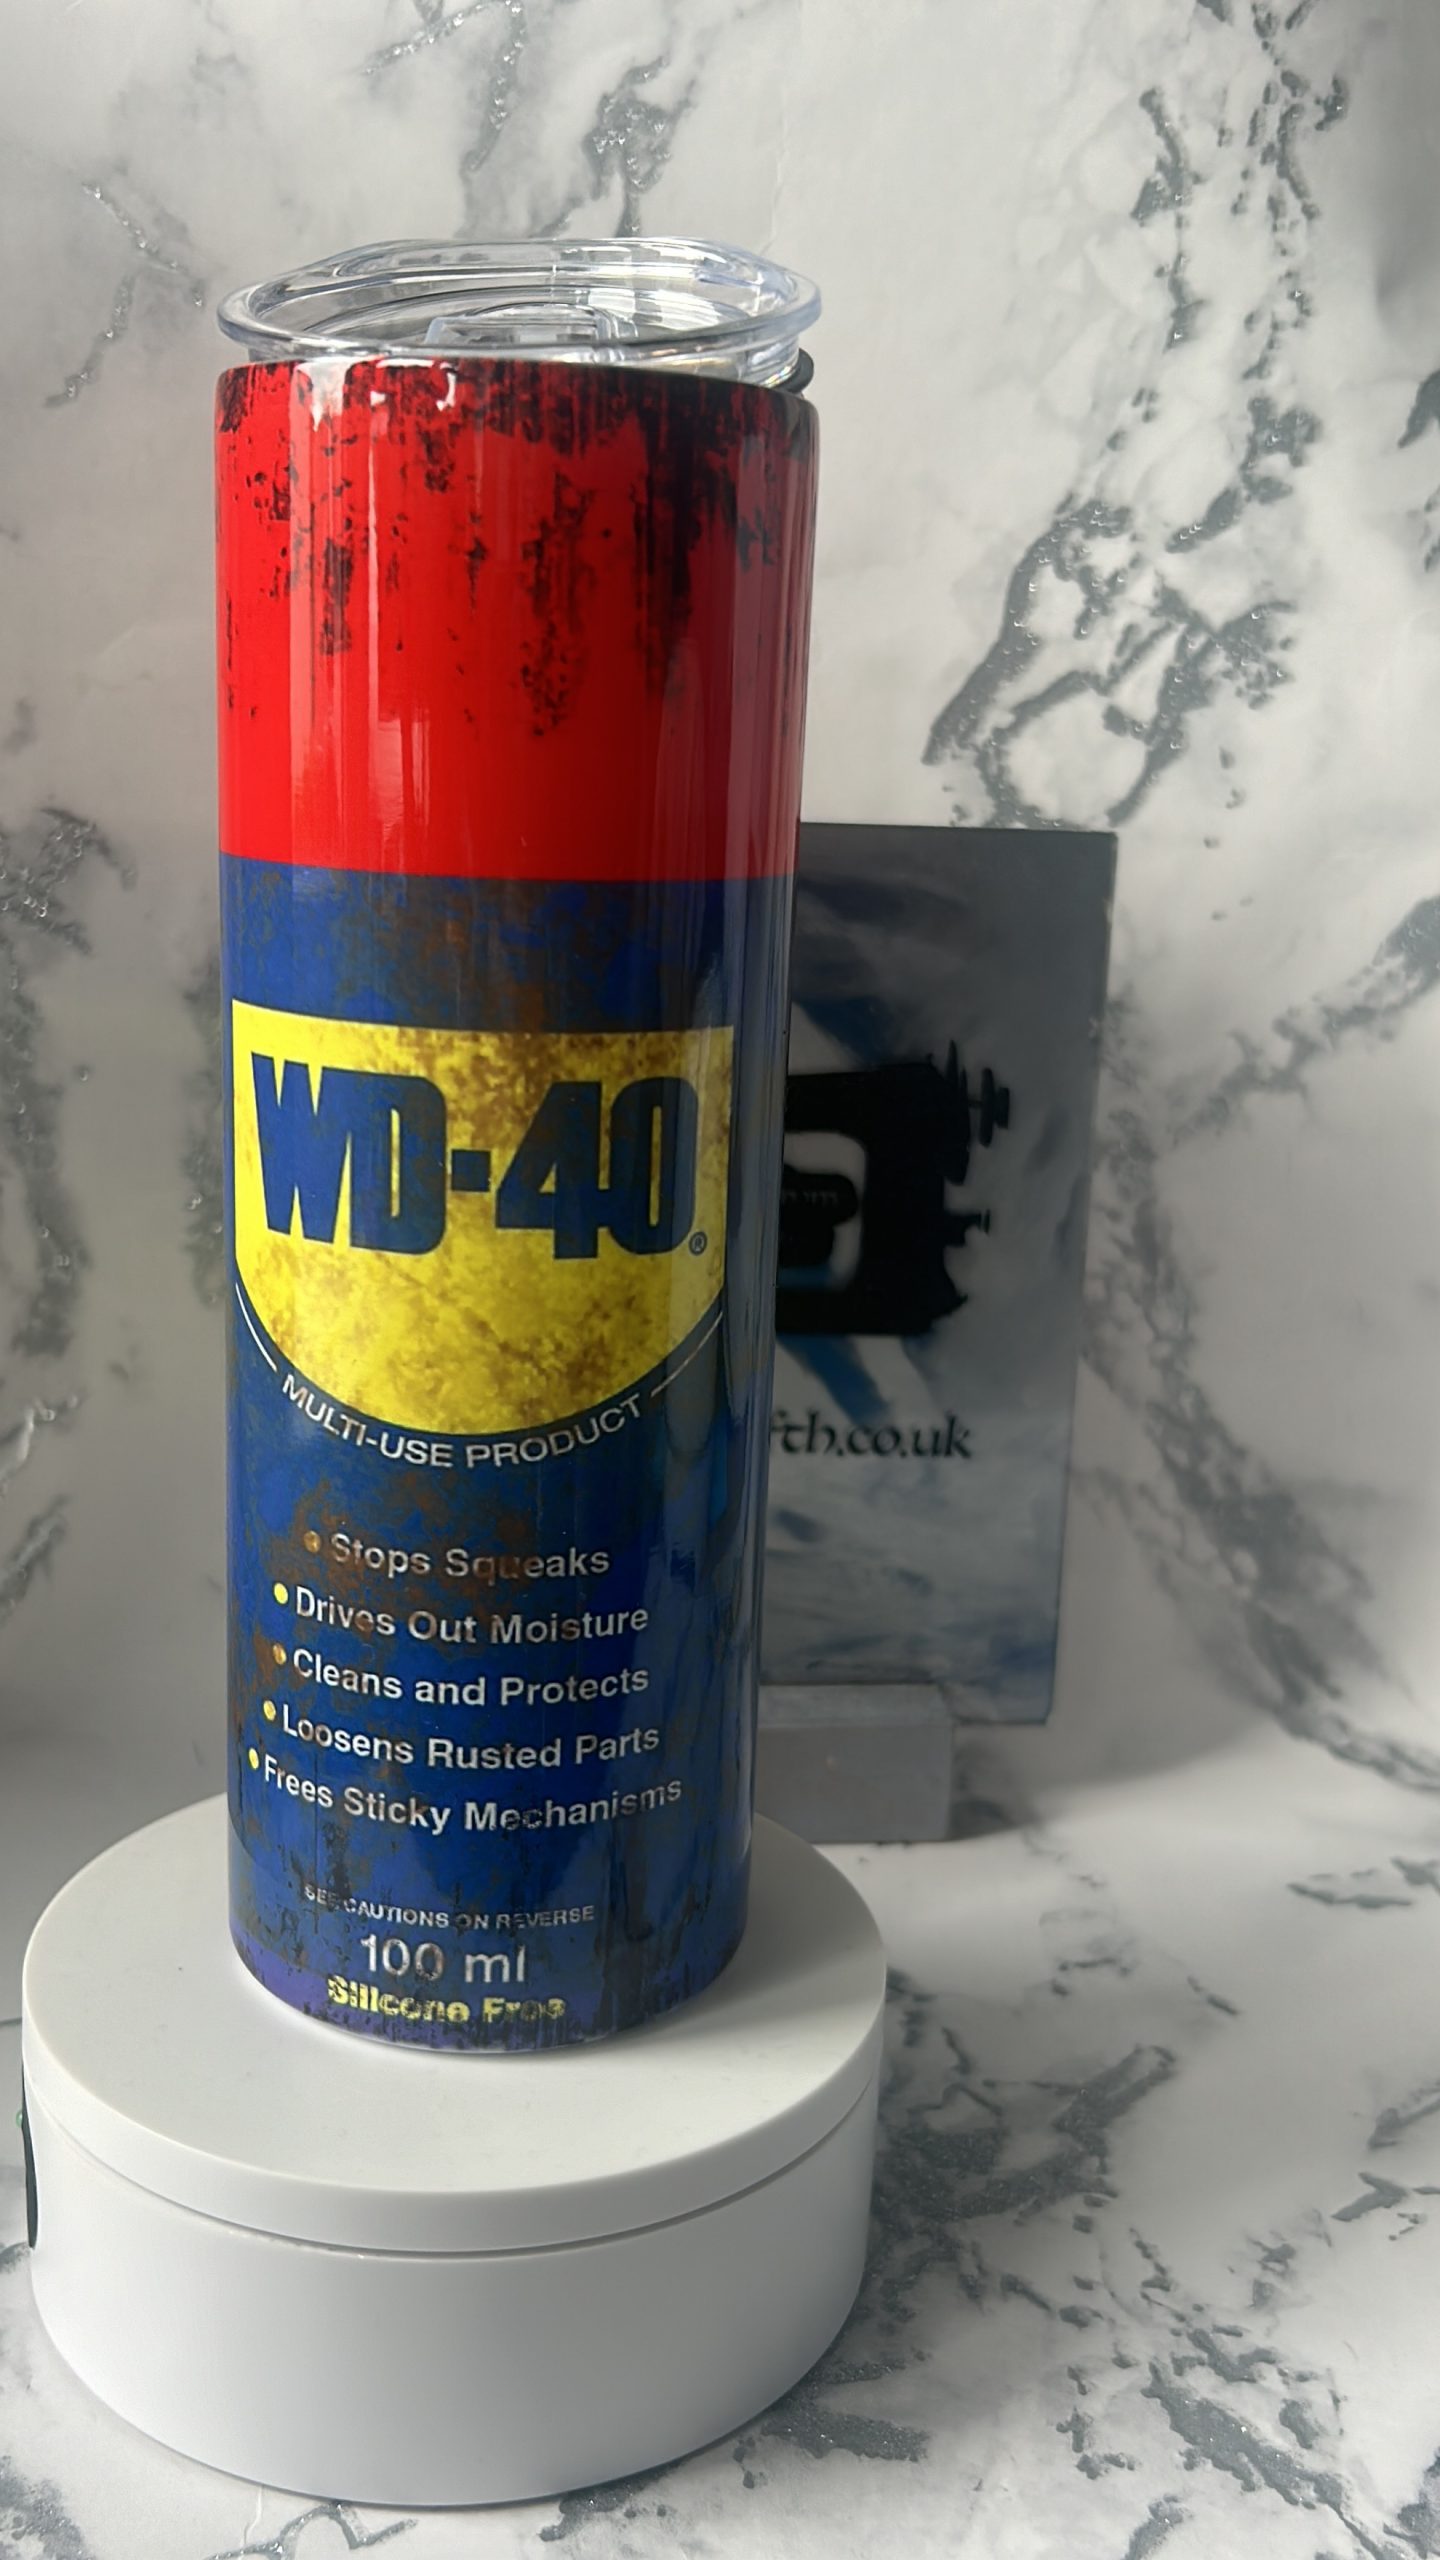 WD-40®
MULTI-USE PRODUCT
Stops Squeaks
Drives Out Moisture
Cleans and Protects
Loosens Rusted Parts
Frees Sticky Mechanisms
SEE CAUTIONS ON REVERSE
100 ml
Silicone Free
fth.co.uk